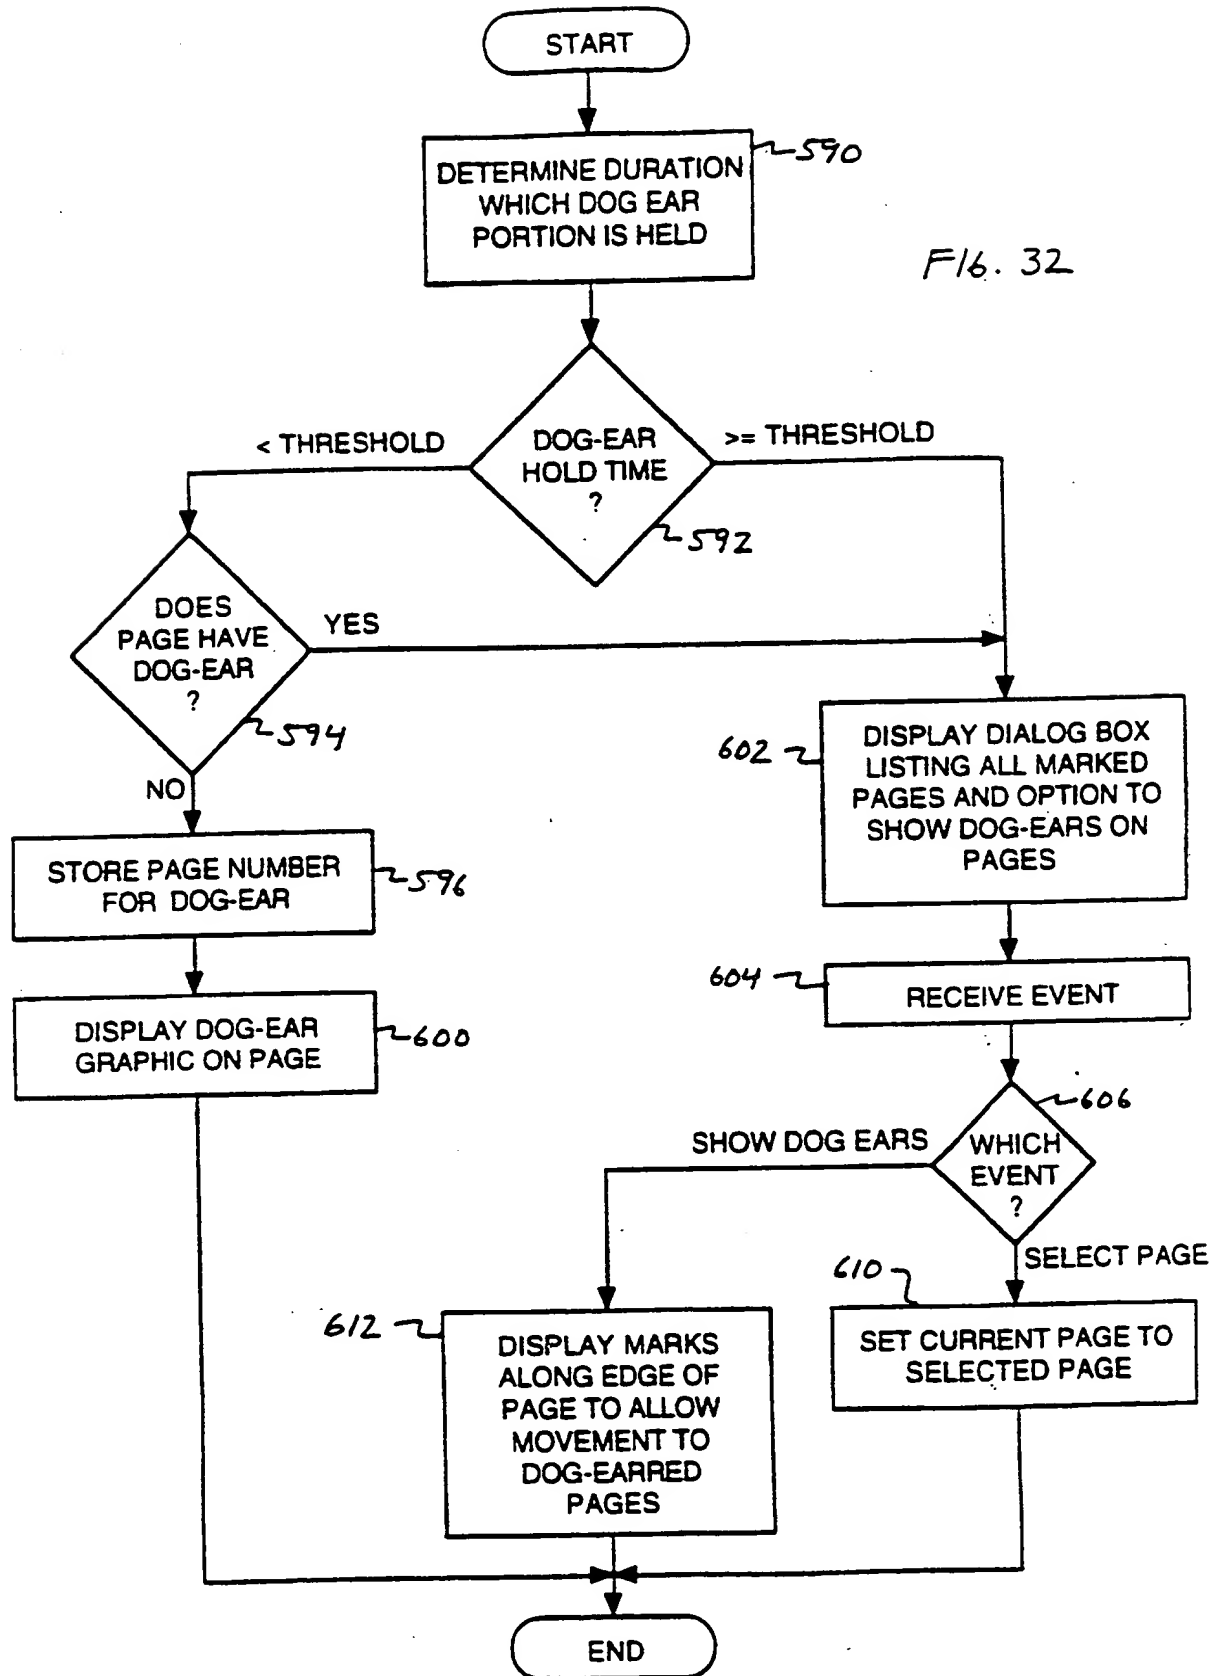 START
590
DETERMINE DURATION
WHICH DOG EAR
PORTION IS HELD
FIG. 32
< THRESHOLD
DOG-EAR
HOLD TIME
?
>= THRESHOLD
592
DOES
PAGE HAVE
DOG-EAR
?
YES
594
NO
STORE PAGE NUMBER
FOR DOG-EAR
596
DISPLAY DOG-EAR
GRAPHIC ON PAGE
600
602
DISPLAY DIALOG BOX
LISTING ALL MARKED
PAGES AND OPTION TO
SHOW DOG-EARS ON
PAGES
604
RECEIVE EVENT
606
SHOW DOG EARS
WHICH
EVENT
?
SELECT PAGE
610
SET CURRENT PAGE TO
SELECTED PAGE
612
DISPLAY MARKS
ALONG EDGE OF
PAGE TO ALLOW
MOVEMENT TO
DOG-EARRED
PAGES
END